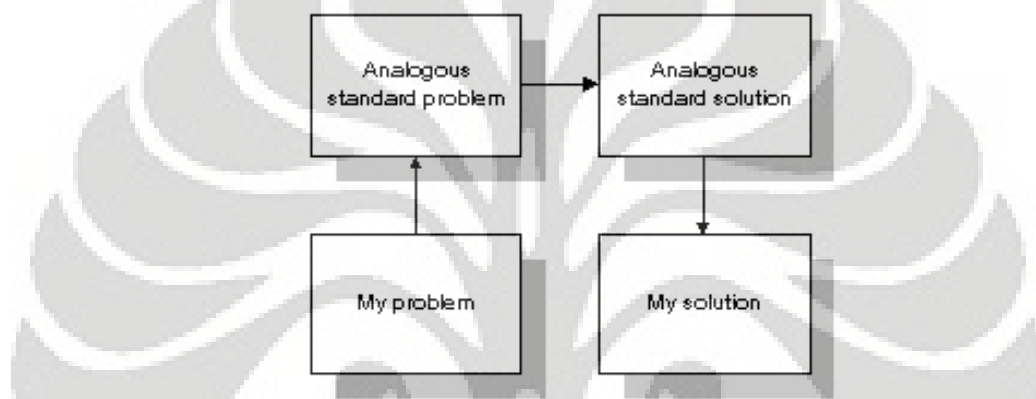 Analogous
standard problem
Analogous
standard solution
My problem
My solution